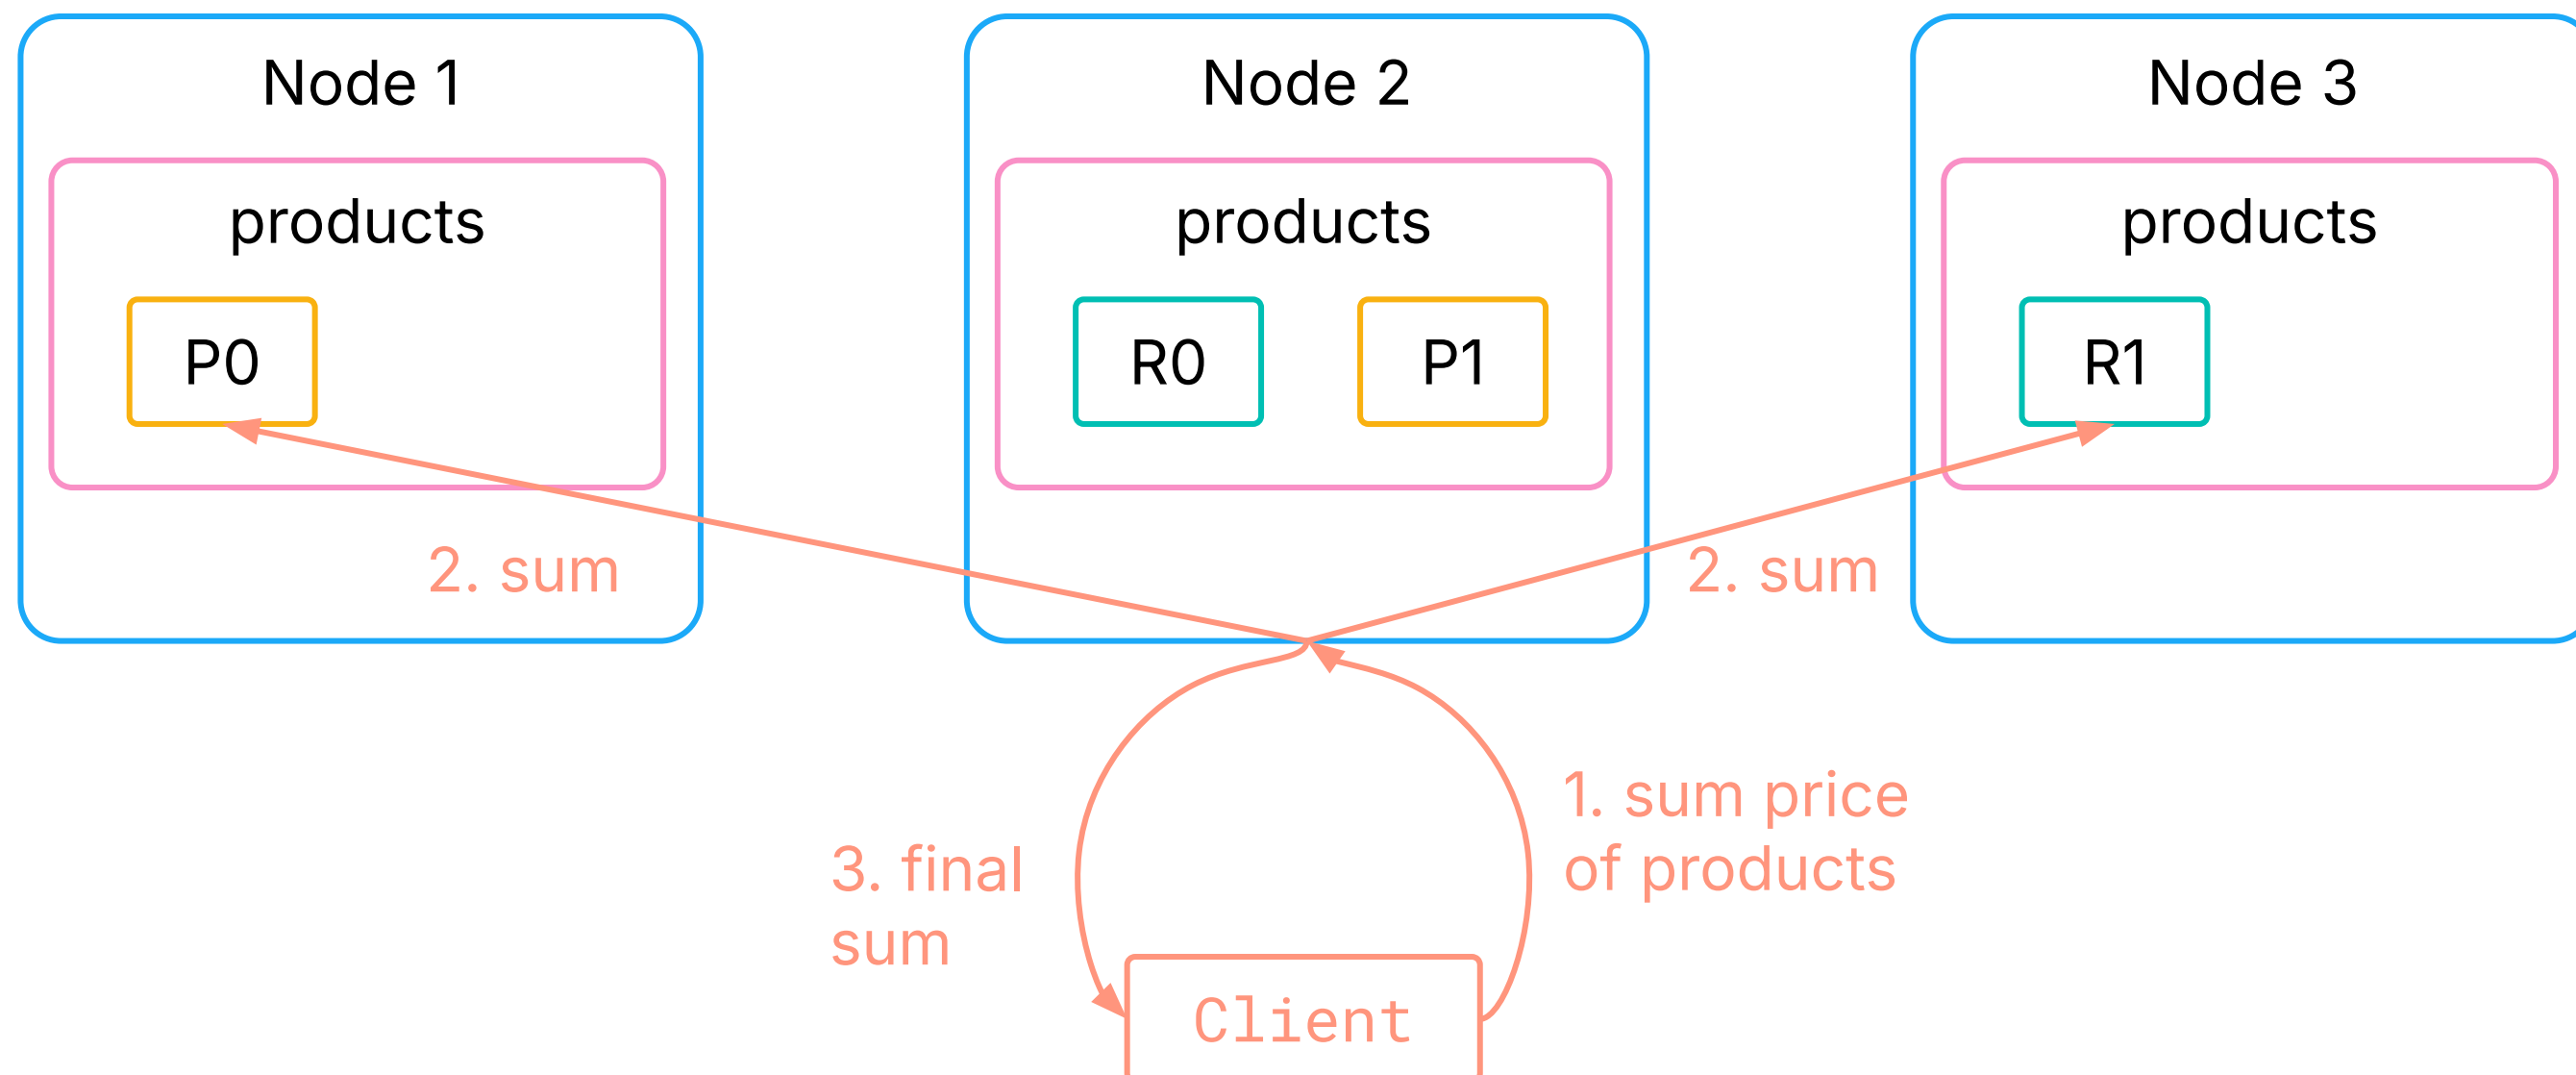 Node 1
Node 2
Node 3
products
products
products
P0
R0
P1
R1
2. sum
2. sum
1. sum price
of products
3. final
sum
Client